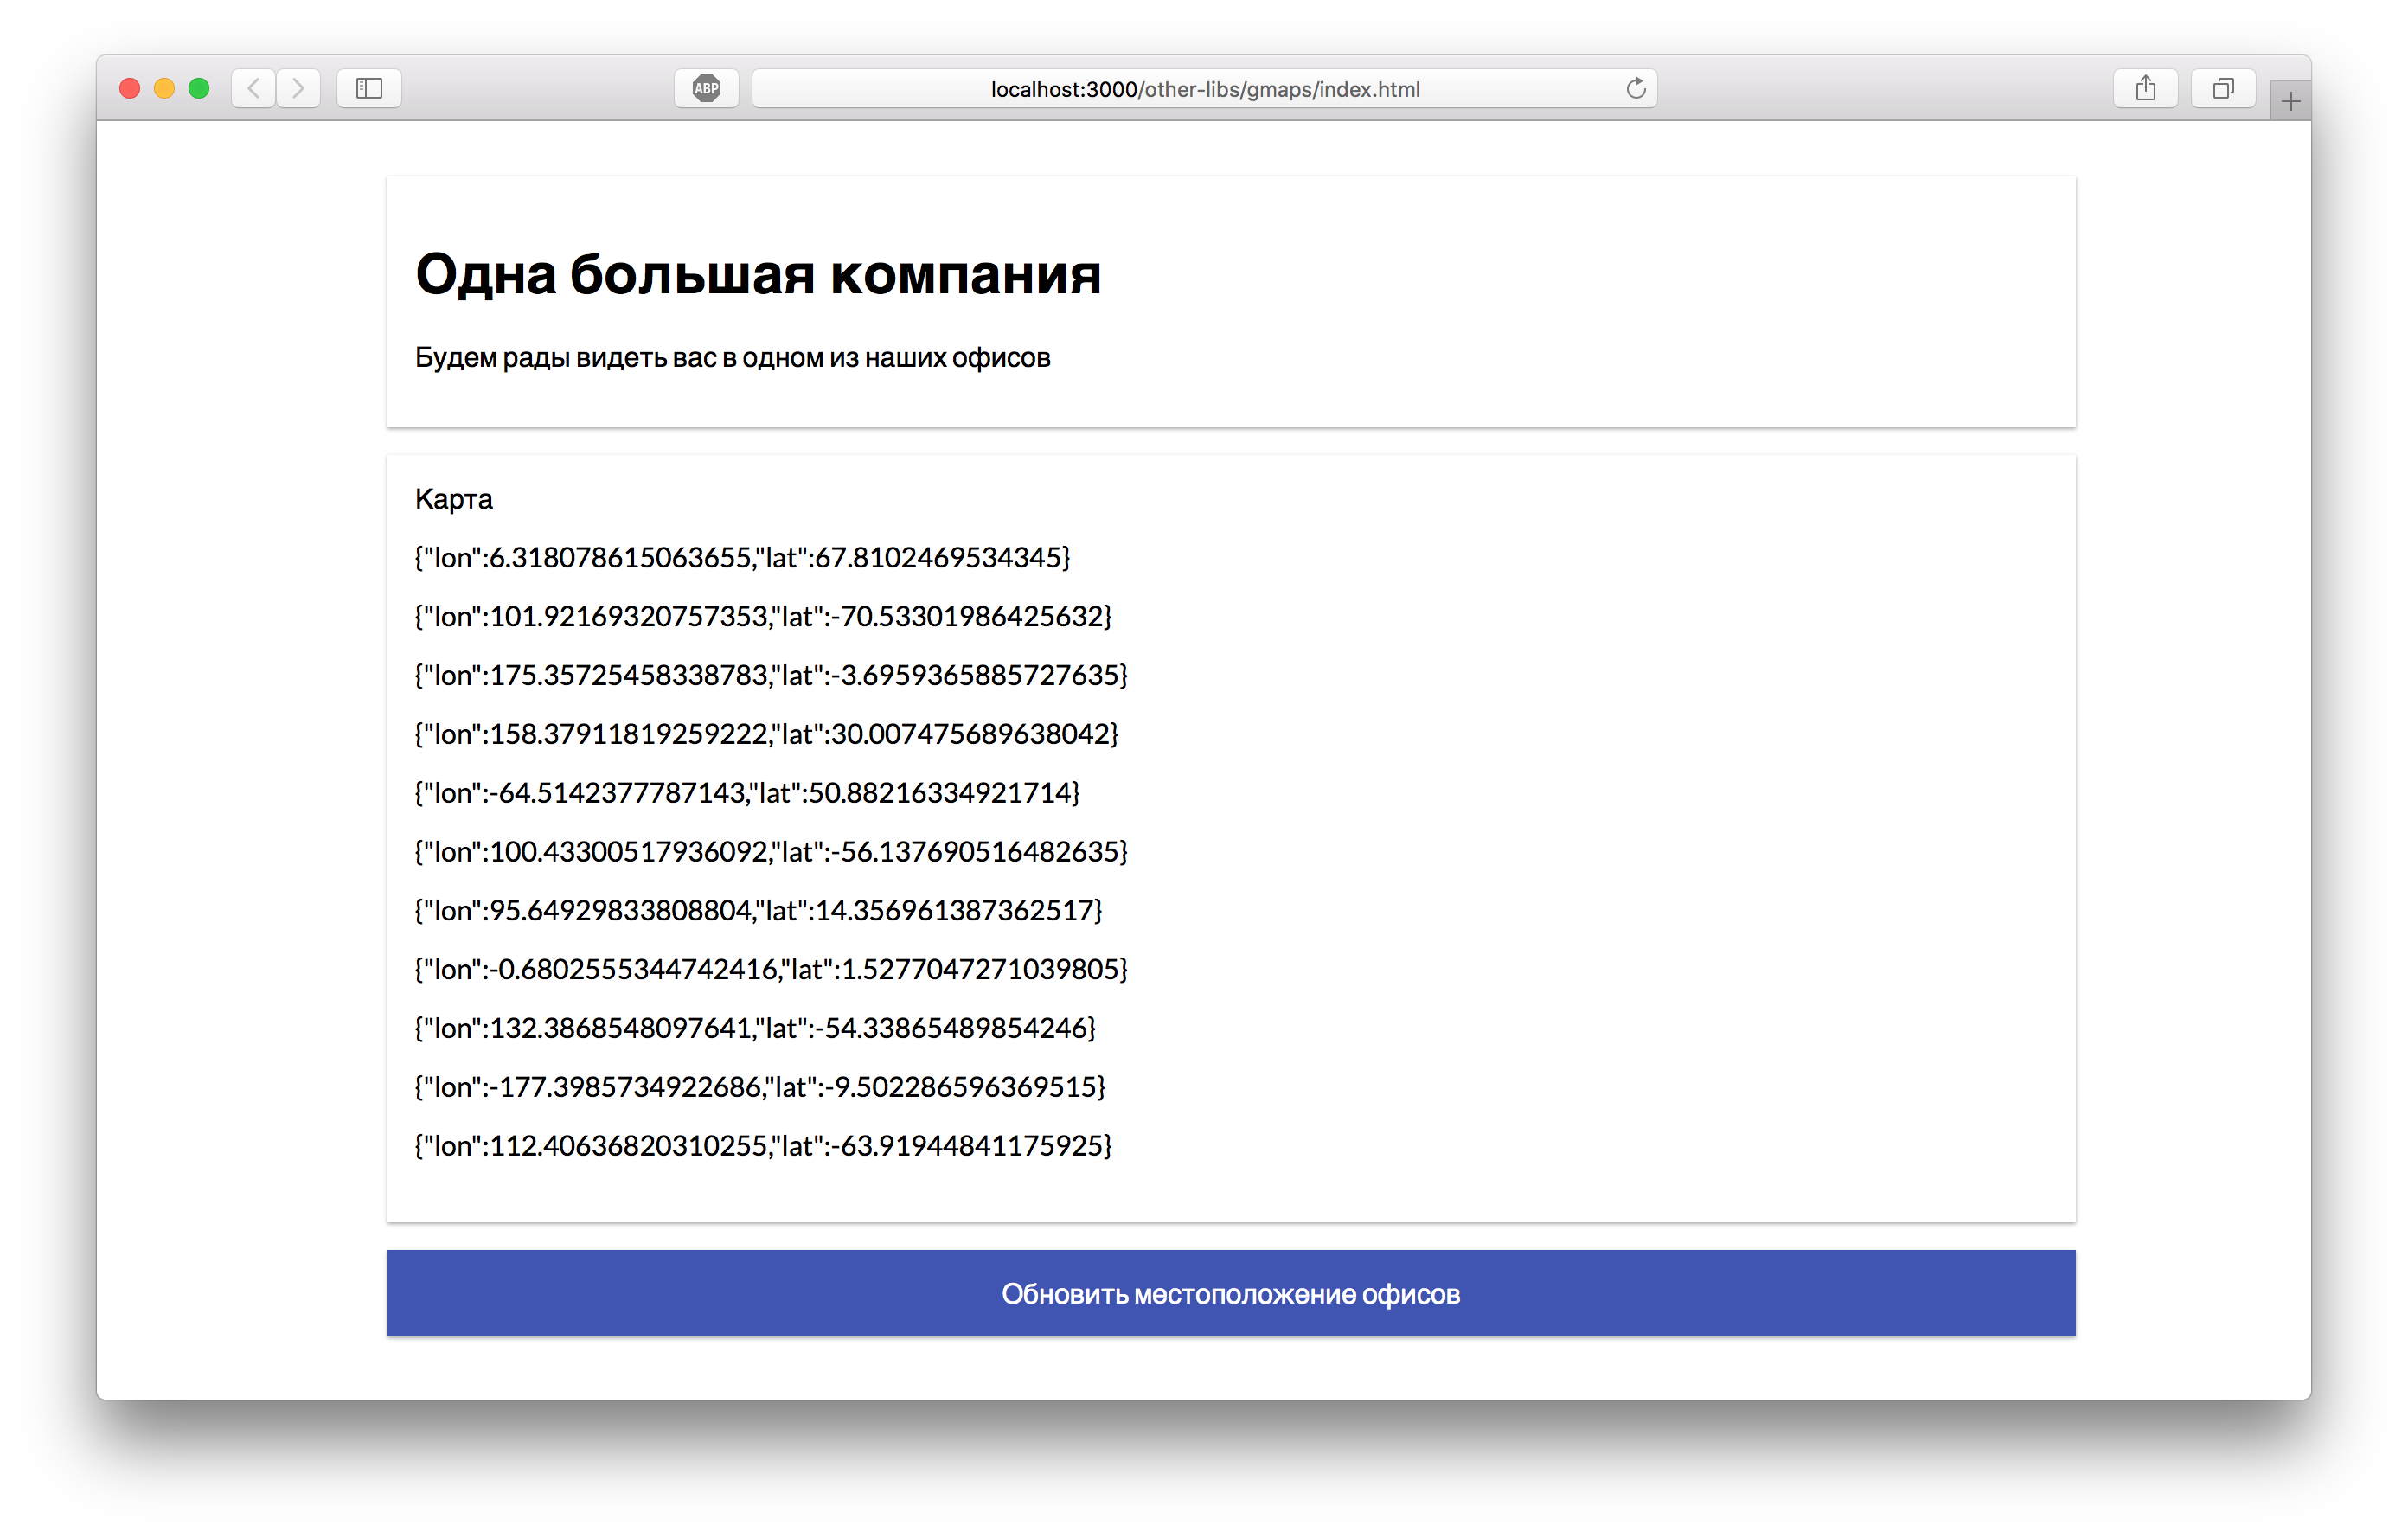 ABP
localhost:3000/other-libs/gmaps/index.html
Одна большая компания
Будем рады видеть вас в одном из наших офисов
Карта
{"lon":6.318078615063655,"lat":67.8102469534345}
{"lon":101.92169320757353,"lat":-70.53301986425632}
{"lon":175.35725458338783,"lat":-3.6959365885727635}
{"lon":158.37911819259222,"lat":30.007475689638042}
{"lon":-64.5142377787143,"lat":50.88216334921714}
{"lon":100.43300517936092,"lat":-56.137690516482635}
{"lon":95.64929833808804,"lat":14.356961387362517}
{"lon":-0.6802555344742416,"lat":1.5277047271039805}
{"lon":132.3868548097641,"lat":-54.33865489854246}
{"lon":-177.3985734922686,"lat":-9.502286596369515}
{"lon":112.40636820310255,"lat":-63.91944841175925}
Обновить местоположение офисов